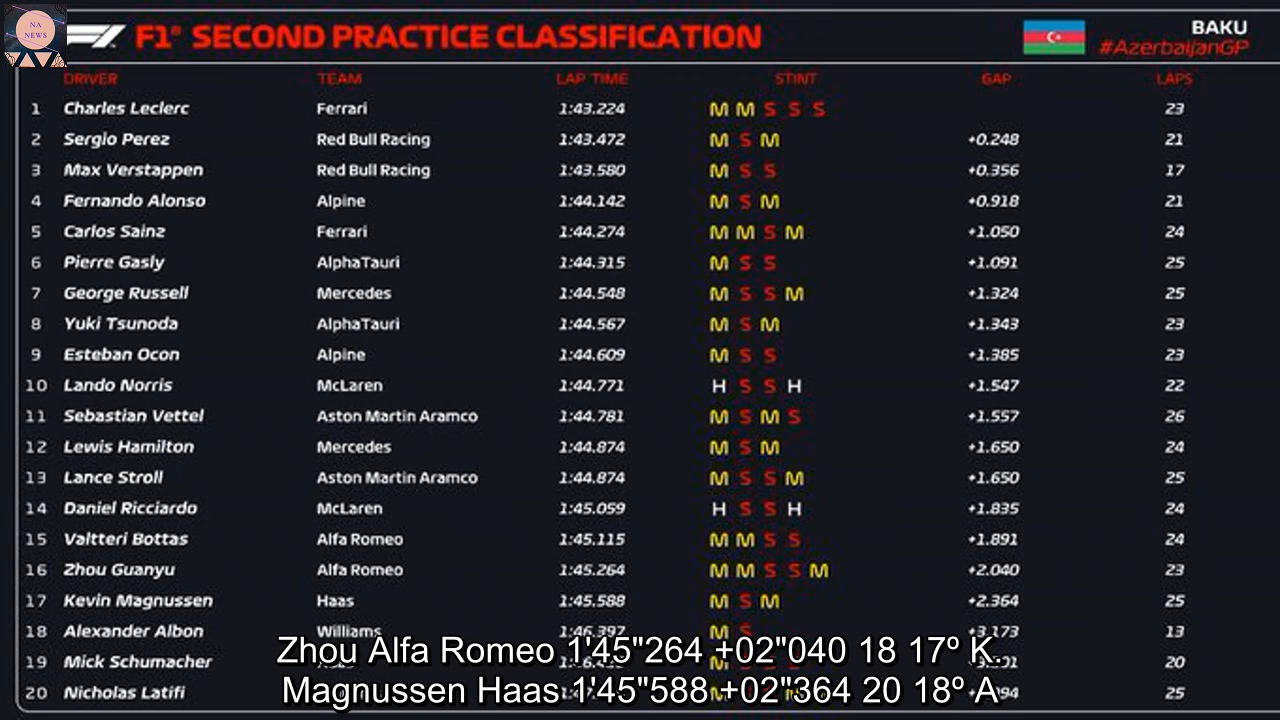 NA
NEWS
F1 F1® SECOND PRACTICE CLASSIFICATION BAKU
#AzerbaijanGP
DRIVER TEAM LAP TIME STINT GAP LAPS
1 Charles Leclerc Ferrari 1:43.224 M M S S S 23
2 Sergio Perez Red Bull Racing 1:43.472 M S M +0.248 21
3 Max Verstappen Red Bull Racing 1:43.580 M S S +0.356 17
4 Fernando Alonso Alpine 1:44.142 M S M +0.918 21
5 Carlos Sainz Ferrari 1:44.274 M M S M +1.050 24
6 Pierre Gasly AlphaTauri 1:44.315 M S S +1.091 25
7 George Russell Mercedes 1:44.548 M S S M +1.324 25
8 Yuki Tsunoda AlphaTauri 1:44.567 M S M +1.343 23
9 Esteban Ocon Alpine 1:44.609 M S S +1.385 23
10 Lando Norris McLaren 1:44.771 H S S H +1.547 22
11 Sebastian Vettel Aston Martin Aramco 1:44.781 M S M S +1.557 26
12 Lewis Hamilton Mercedes 1:44.874 M S M +1.650 24
13 Lance Stroll Aston Martin Aramco 1:44.874 M S S M +1.650 25
14 Daniel Ricciardo McLaren 1:45.059 H S S H +1.835 24
15 Valtteri Bottas Alfa Romeo 1:45.115 M M S S +1.891 24
16 Zhou Guanyu Alfa Romeo 1:45.264 M M S S M +2.040 23
17 Kevin Magnussen Haas 1:45.588 M S M +2.364 25
18 Alexander Albon Williams 1:46.397 M S +3.173 13
Zhou Alfa Romeo 1'45"264 +02"040 18 17º K.
19 Mick Schumacher 20
Magnussen Haas 1'45"588 +02"364 20 18º A
20 Nicholas Latifi 25